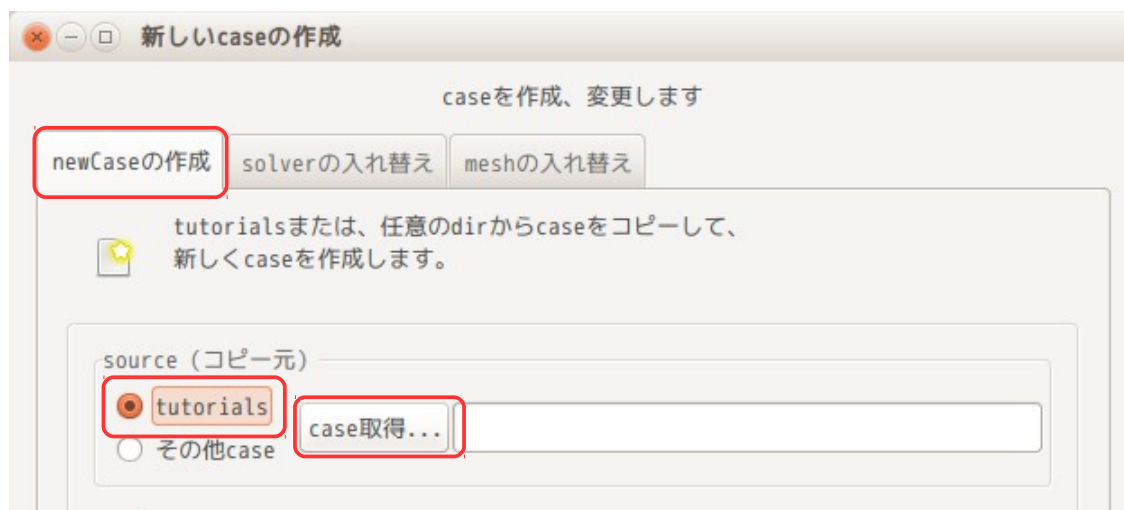 新しいcaseの作成
caseを作成、変更します
newCaseの作成 solverの入れ替え meshの入れ替え
tutorialsまたは、任意のdirからcaseをコピーして、
新しくcaseを作成します。
source (コピー元)
tutorials
case取得...
その他case